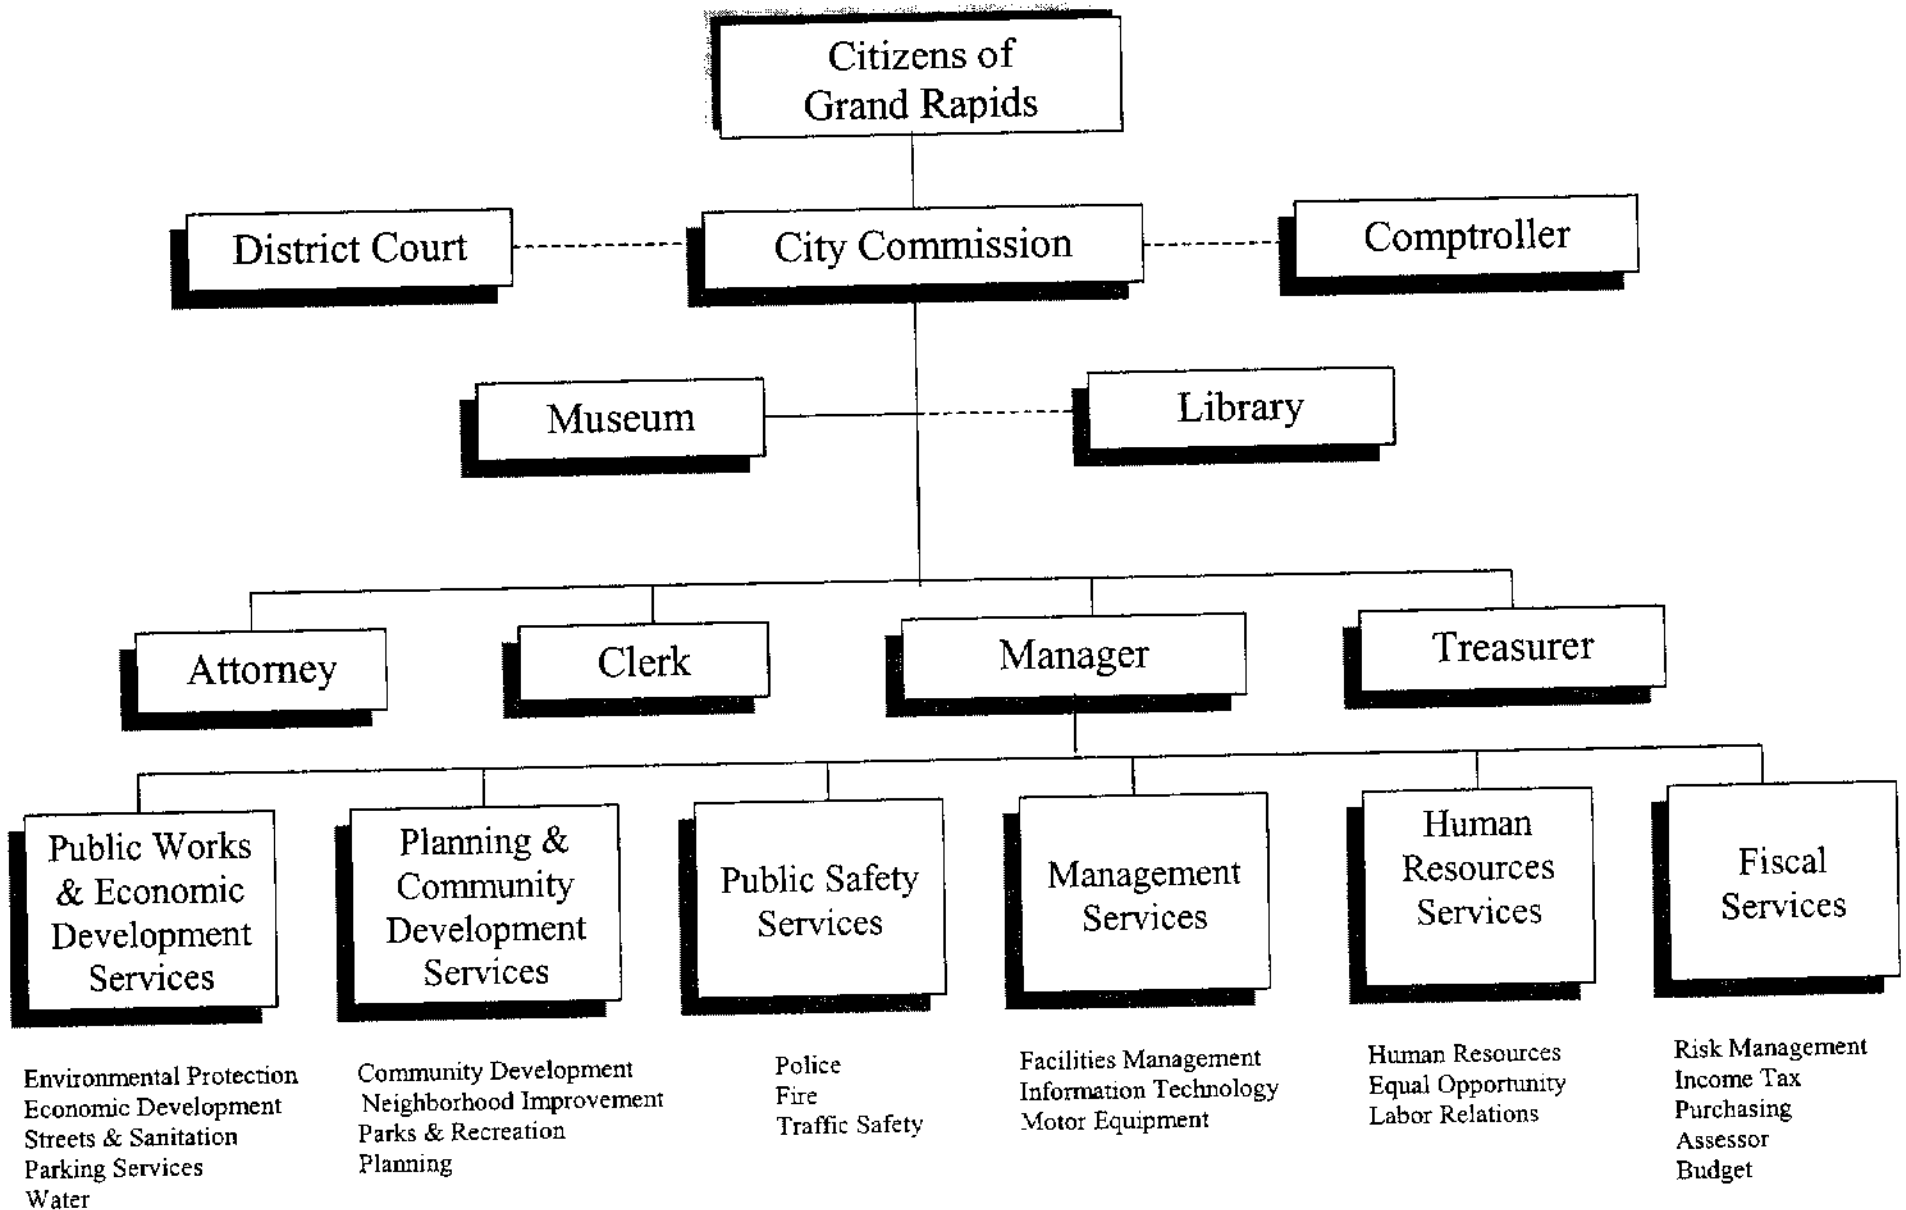 Citizens of
Grand Rapids
District Court
City Commission
Comptroller
Museum
Library
Attorney
Clerk
Manager
Treasurer
Public Works
& Economic
Development
Services
Planning &
Community
Development
Services
Public Safety
Services
Management
Services
Human
Resources
Services
Fiscal
Services
Environmental Protection
Economic Development
Streets & Sanitation
Parking Services
Water
Community Development
Neighborhood Improvement
Parks & Recreation
Planning
Police
Fire
Traffic Safety
Facilities Management
Information Technology
Motor Equipment
Human Resources
Equal Opportunity
Labor Relations
Risk Management
Income Tax
Purchasing
Assessor
Budget